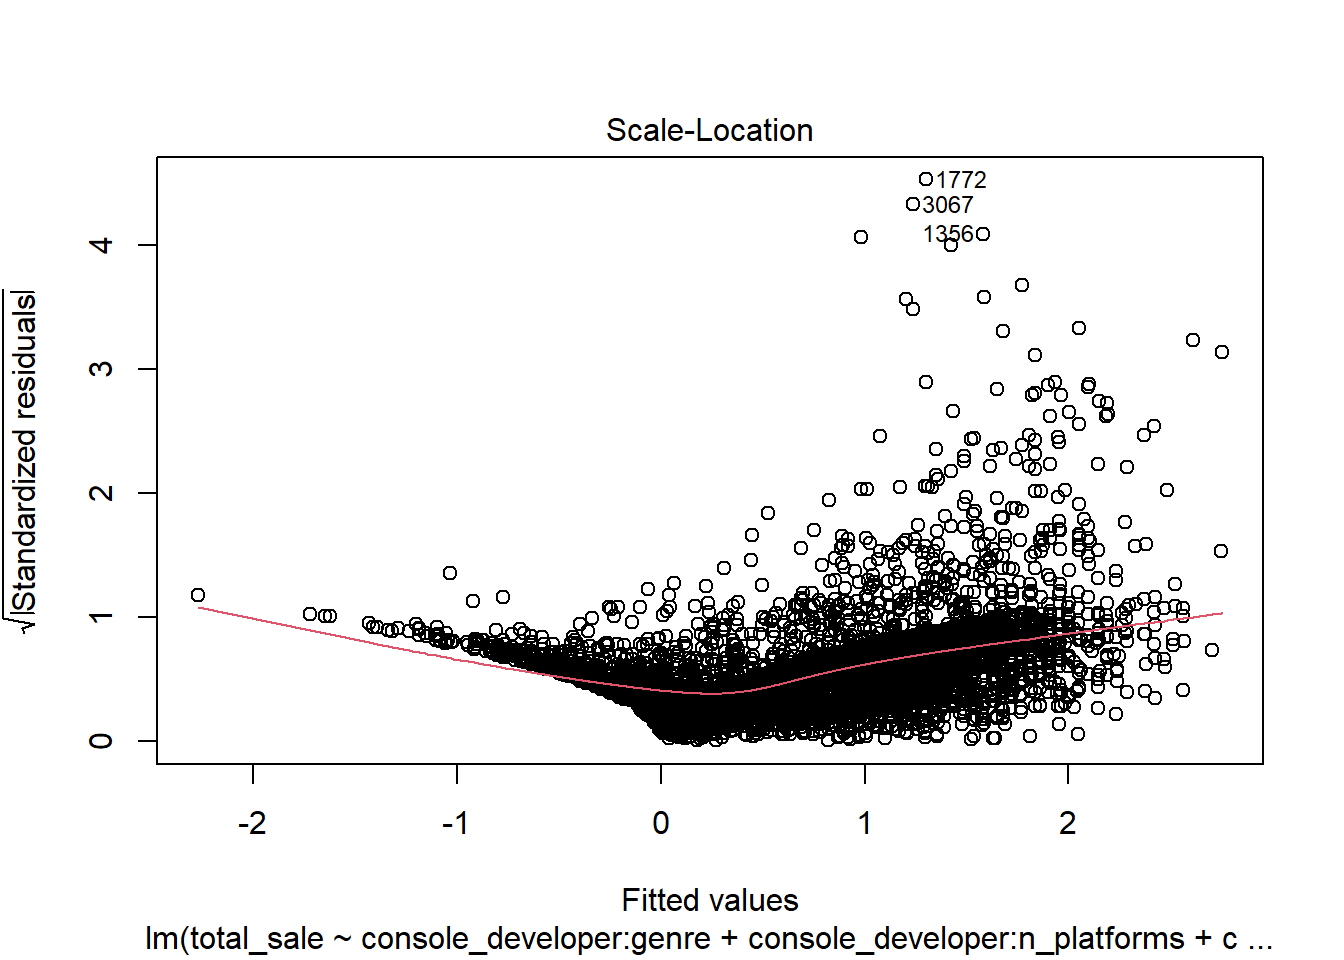 Scale-Location
√|Standardized residuals|
4
3
2
1
0
1772
3067
1356
-2 -1 0 1 2
Fitted values
lm(total_sale ~ console_developer:genre + console_developer:n_platforms + c ...